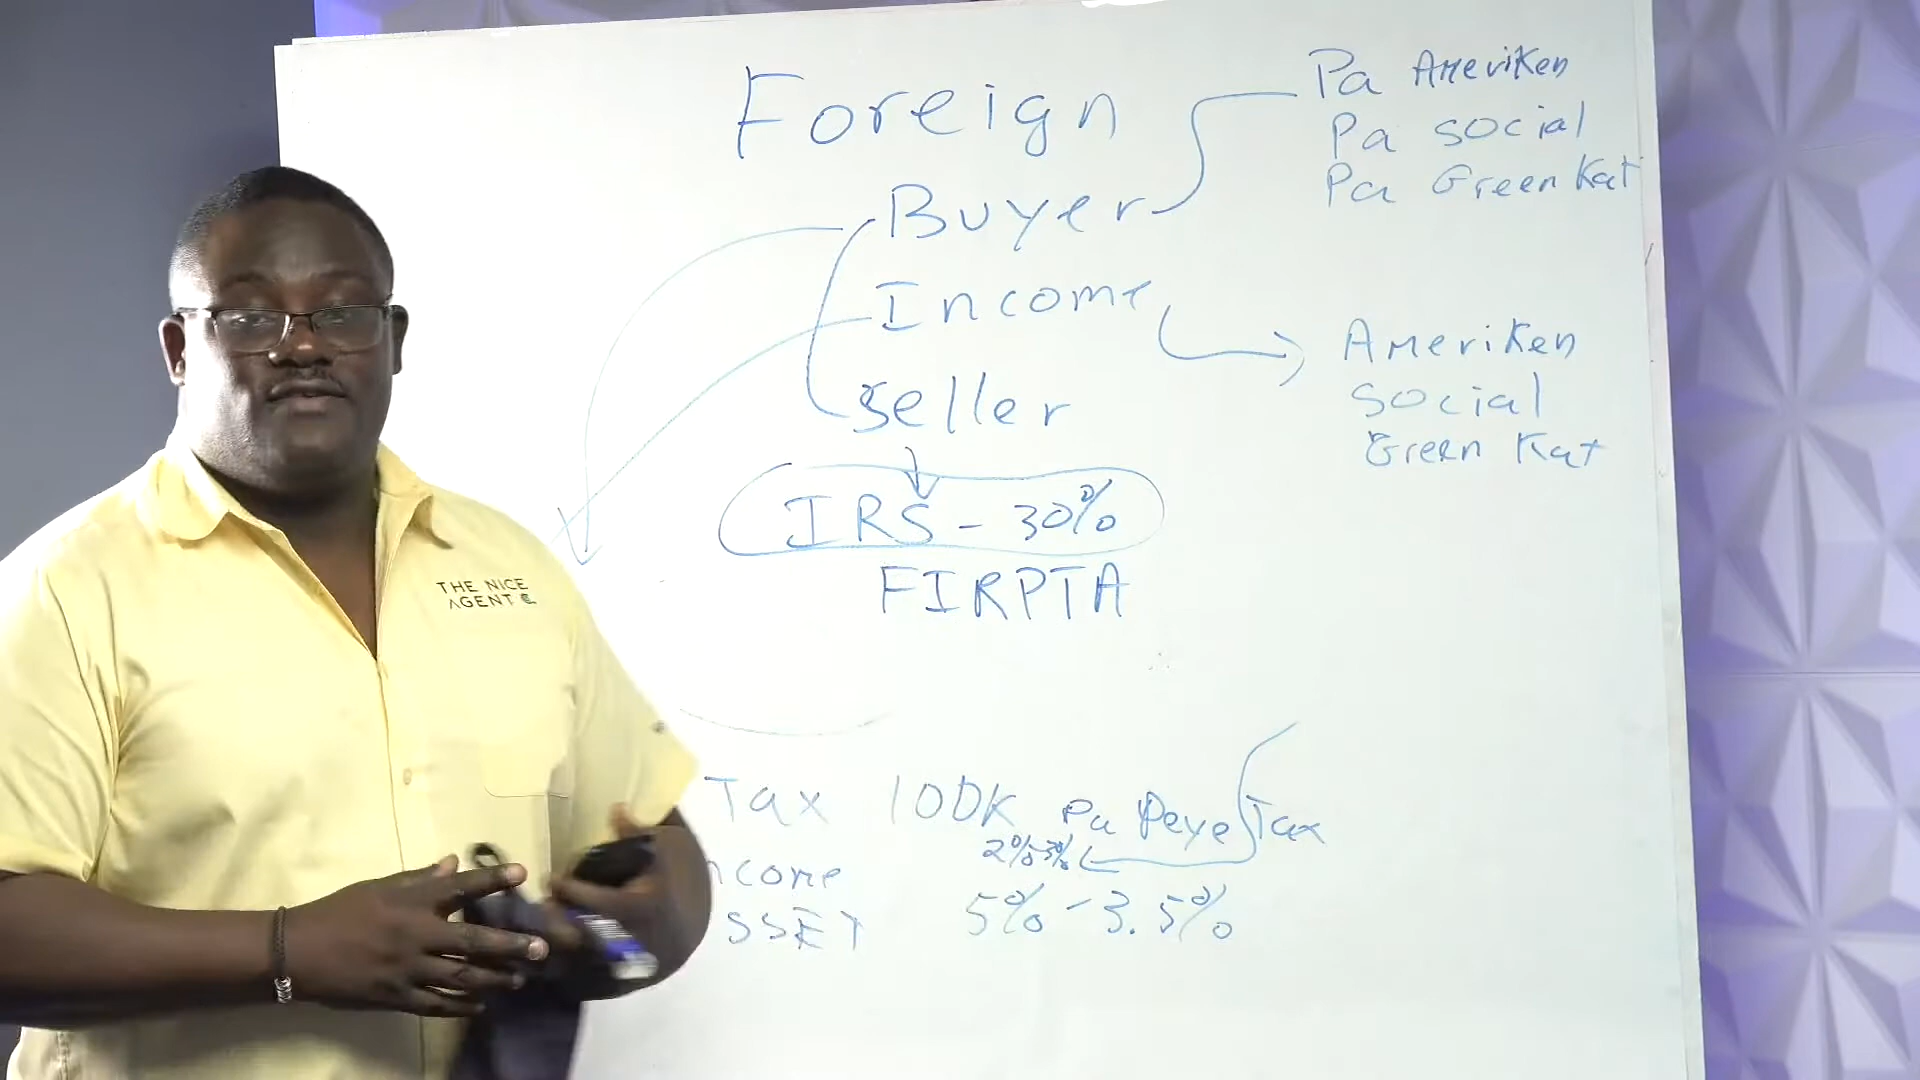 Foreign
Buyer
Income
seller
IRS - 30%
FIRPTA
Pa Ameriken
Pa social
Pa Green Kat
Ameriken
social
Green Kat
THE NICE
AGENT
Tax 100K Pa Peye Tax
2%-3%
ncome
5% - 3.5%
SSET